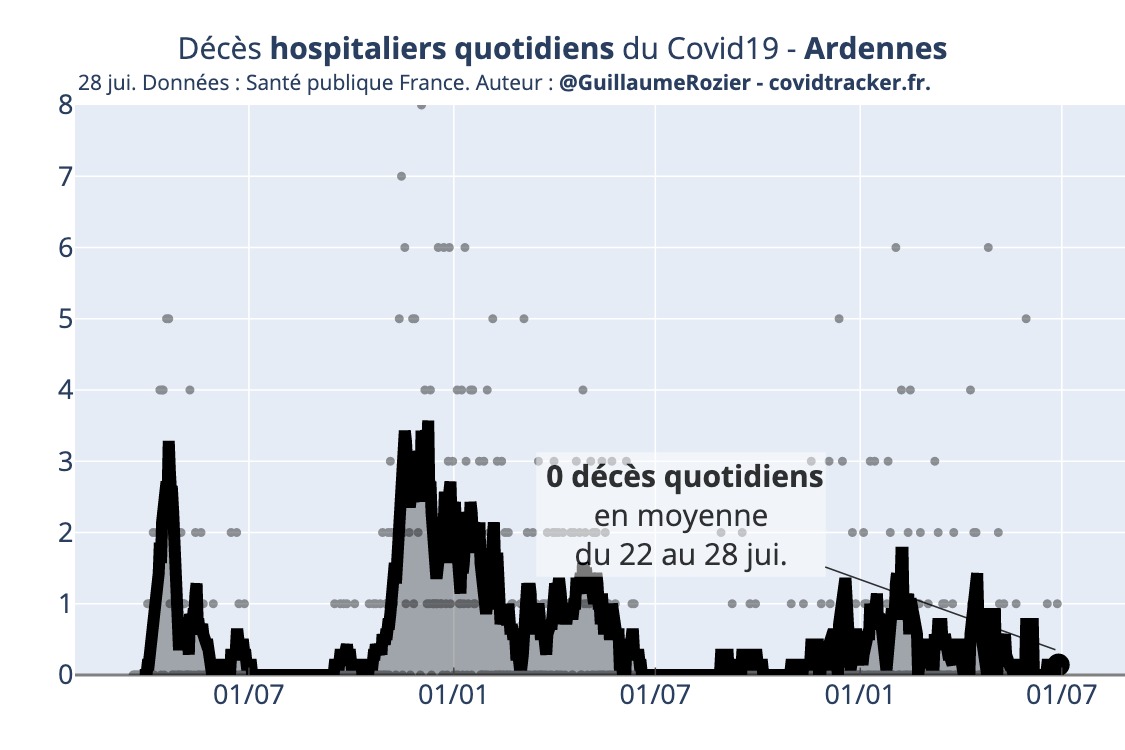 Décès hospitaliers quotidiens du Covid19 - Ardennes
28 jui. Données : Santé publique France. Auteur : @GuillaumeRozier - covidtracker.fr.
8
7
6
5
4
3
2
1
0
0 décès quotidiens
en moyenne
du 22 au 28 jui.
01/07
01/01
01/07
01/01
01/07